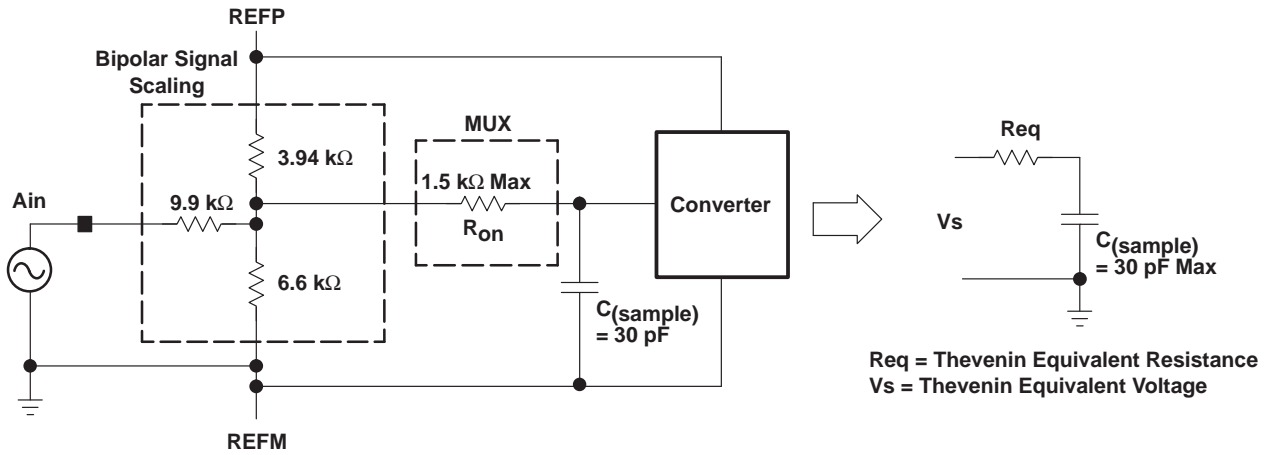 REFP
Bipolar Signal
Scaling
MUX
Req
3.94 kΩ
1.5 kΩ Max
9.9 kΩ
Ain
Converter
Vs
Ron
C(sample)
= 30 pF Max
6.6 kΩ
C(sample)
= 30 pF
Req = Thevenin Equivalent Resistance
Vs = Thevenin Equivalent Voltage
REFM